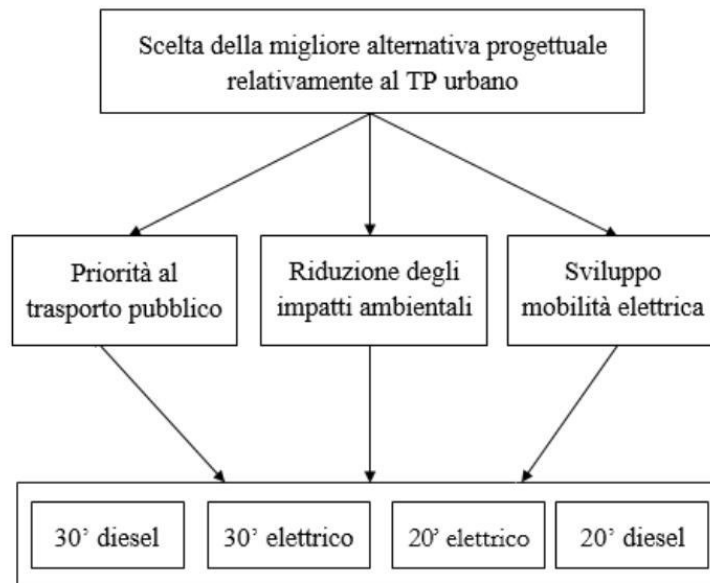 Scelta della migliore alternativa progettuale
relativamente al TP urbano
Priorità al
trasporto pubblico
Riduzione degli
impatti ambientali
Sviluppo
mobilità elettrica
30’ diesel
30’ elettrico
20’ elettrico
20’ diesel